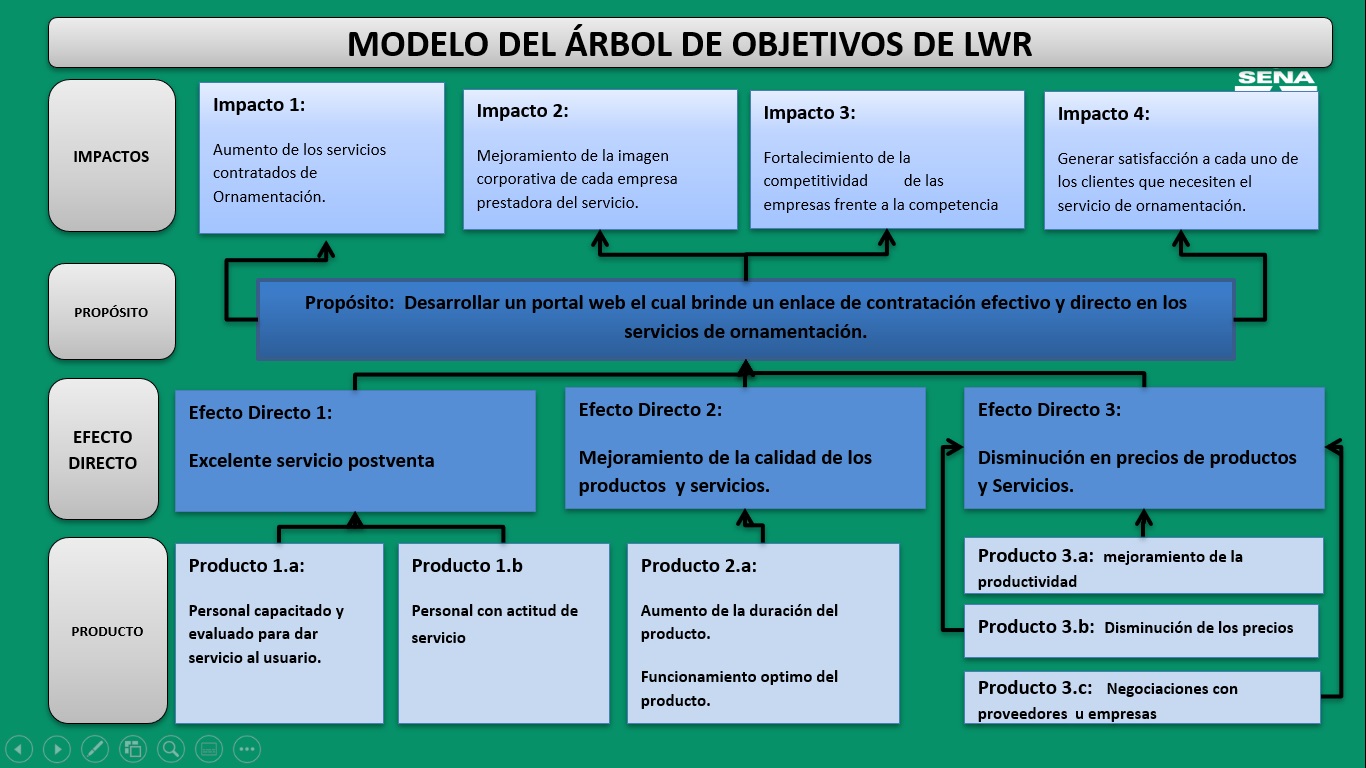 MODELO DEL ÁRBOL DE OBJETIVOS DE LWR
SENA
IMPACTOS
Impacto 1:
Aumento de los servicios
contratados de
Ornamentación.
Impacto 2:
Mejoramiento de la imagen
corporativa de cada empresa
prestadora del servicio.
Impacto 3:
Fortalecimiento de la
competitividad de las
empresas frente a la competencia
Impacto 4:
Generar satisfacción a cada uno de
los clientes que necesiten el
servicio de ornamentación.
PROPÓSITO
Propósito: Desarrollar un portal web el cual brinde un enlace de contratación efectivo y directo en los
servicios de ornamentación.
EFECTO
DIRECTO
Efecto Directo 1:
Excelente servicio postventa
Efecto Directo 2:
Mejoramiento de la calidad de los
productos y servicios.
Efecto Directo 3:
Disminución en precios de productos
y Servicios.
PRODUCTO
Producto 1.a:
Personal capacitado y
evaluado para dar
servicio al usuario.
Producto 1.b
Personal con actitud de
servicio
Producto 2.a:
Aumento de la duración del
producto.
Funcionamiento optimo del
producto.
Producto 3.a: mejoramiento de la
productividad
Producto 3.b: Disminución de los precios
Producto 3.c: Negociaciones con
proveedores u empresas